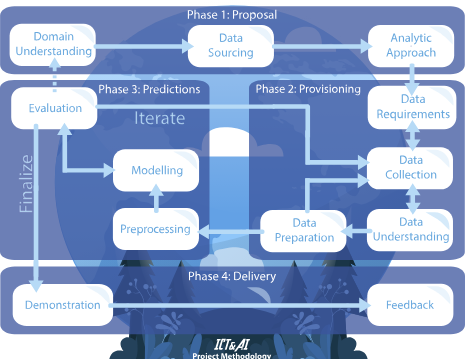 Phase 1: Proposal
Domain
Understanding
Data
Sourcing
Analytic
Approach
Phase 3: Predictions
Phase 2: Provisioning
Evaluation
Iterate
Data
Requirements
Modelling
Data
Collection
Finalize
Preprocessing
Data
Preparation
Data
Understanding
Phase 4: Delivery
Demonstration
Feedback
ICT&AI
Project Methodology